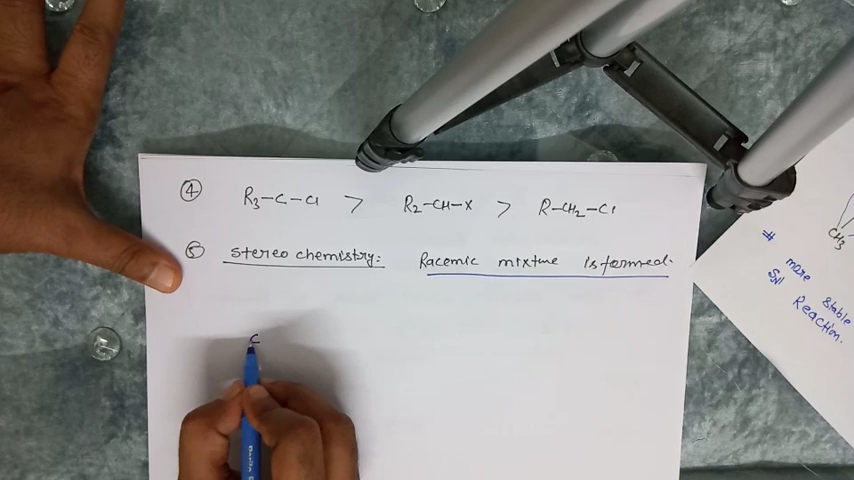 ④ R₃-C-Cl > R₂-CH-X > R-CH₂-Cl
⑤ stereo chemistry: Racemic mixture is formed.
C
CH₃
# more stable
SN1 Reaction.